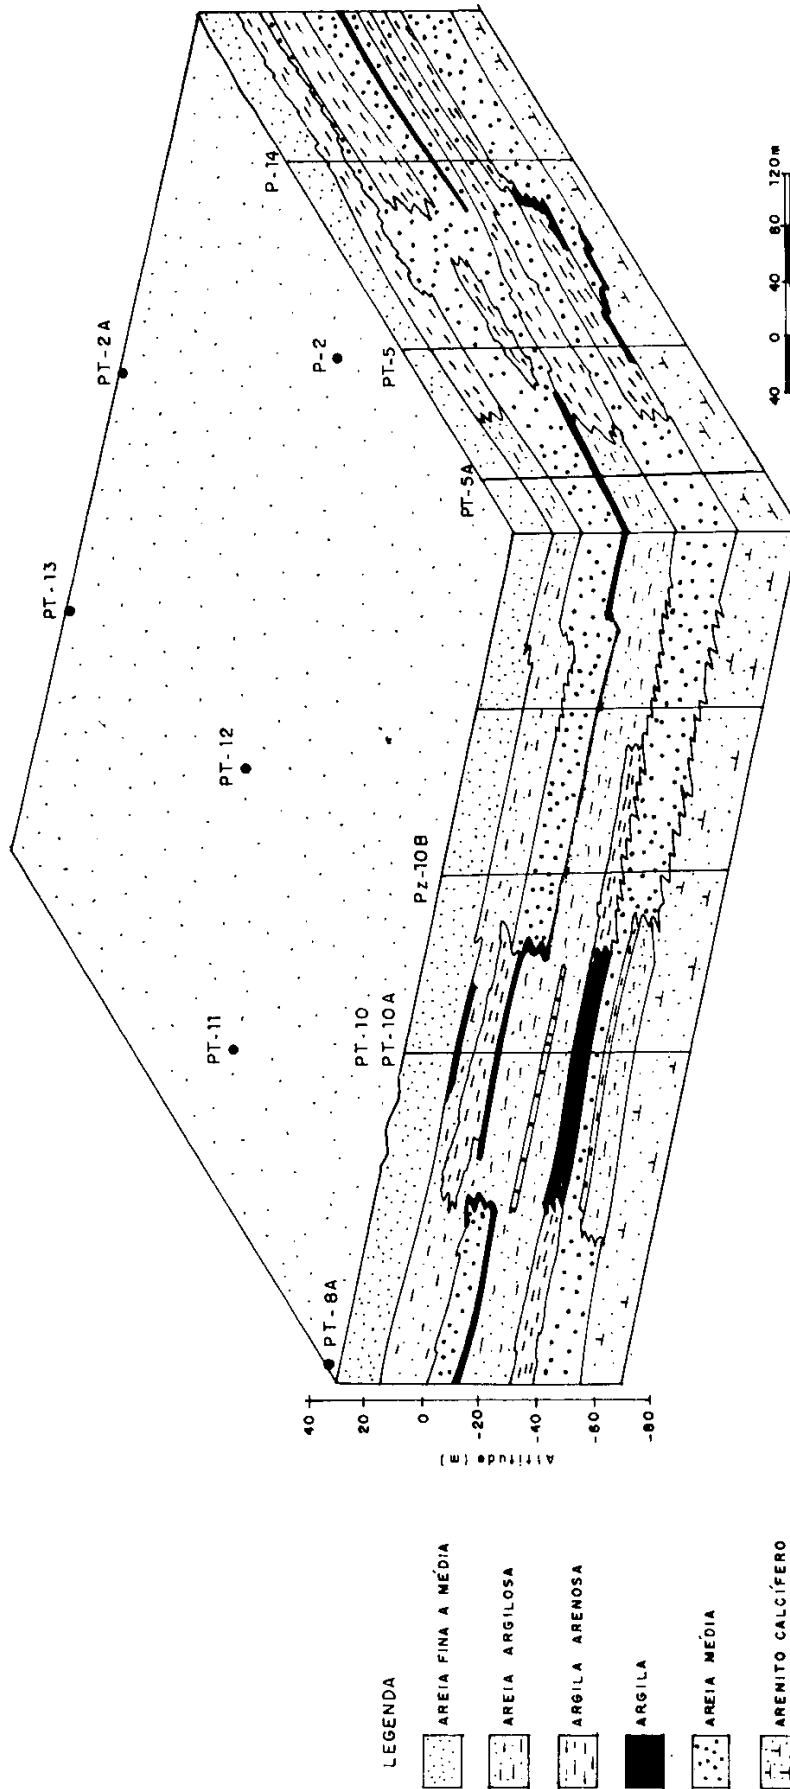 PT-2A
PT-13
PT-12
PT-11
P-2
P-14
PT-5
PT-5A
Pz-10B
PT-10
PT-10A
PT-8A
40
20
0
-20
-40
-60
-80
Altitude (m)
40 0 40 80 120m
LEGENDA
AREIA FINA A MÉDIA
AREIA ARGILOSA
ARGILA ARENOSA
ARGILA
AREIA MÉDIA
ARENITO CALCÍFERO